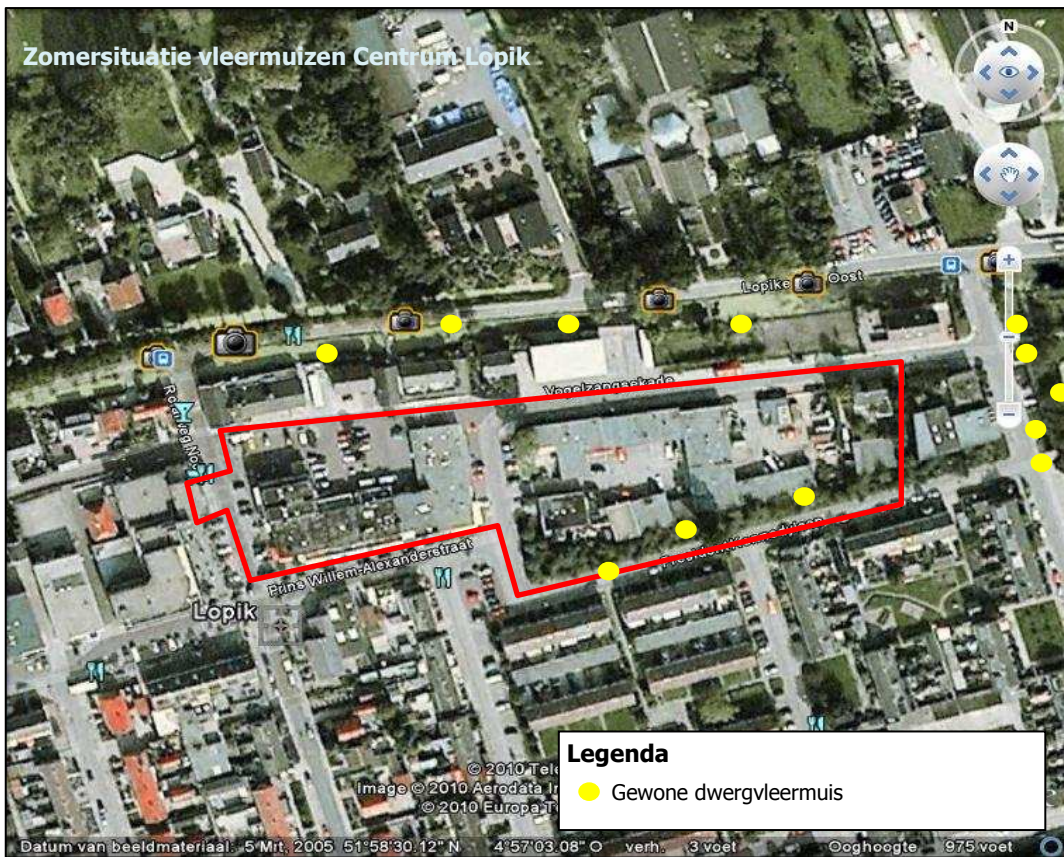 Zomersituatie vleermuizen Centrum Lopik
N
Lopike
Oost
Vogelzangsekade
Prins Willem-Alexanderstraat
Lopik
Legenda
Gewone dwergvleermuis
© 2010 Tele
Image © 2010 Aerodata In
© 2010 Europa Te
Datum van beeldmateriaal: 5 Mrt, 2005 51°58'30.12" N 4°57'03.08" O verh. 3 voet Ooghoogte 975 voet